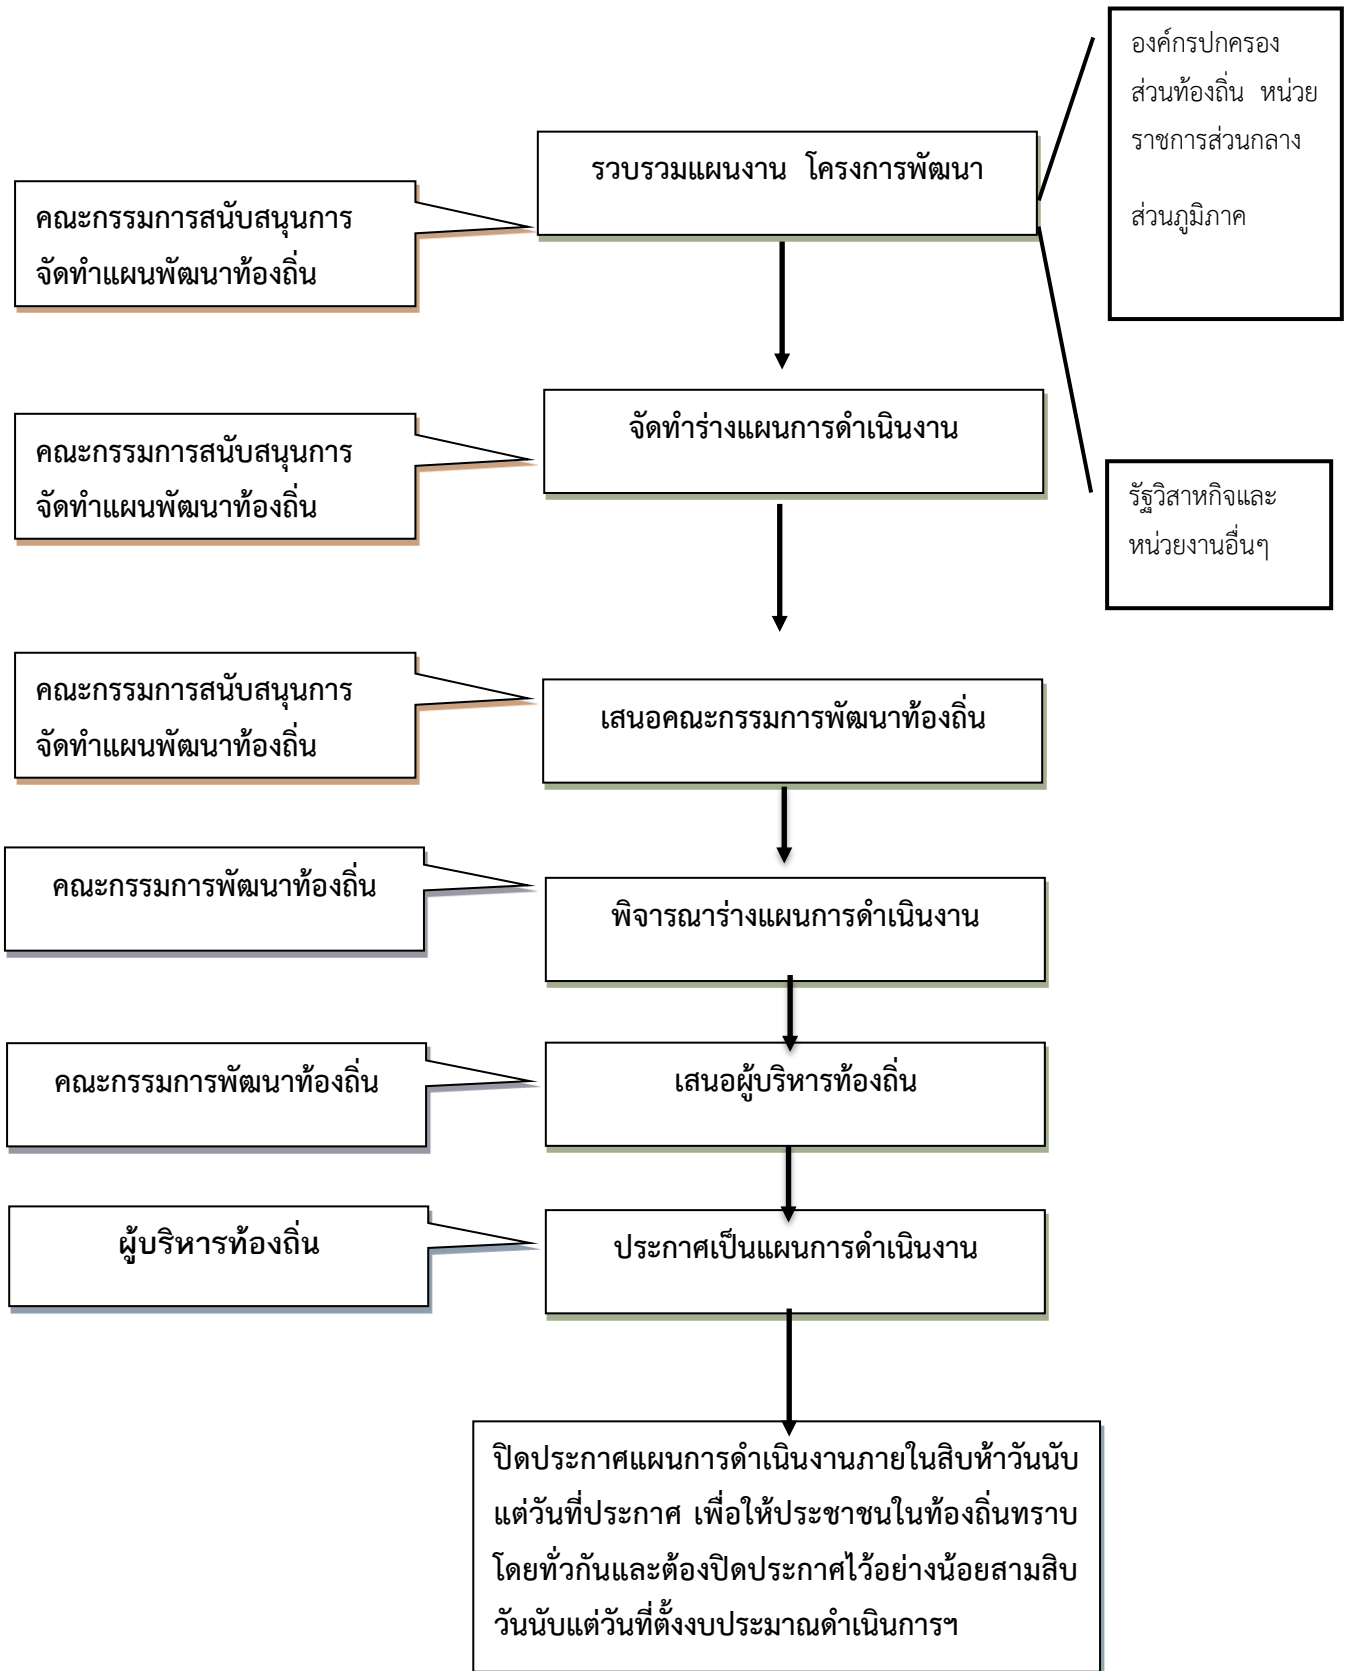 องค์กรปกครอง
ส่วนท้องถิ่น หน่วย
ราชการส่วนกลาง
ส่วนภูมิภาค
รวบรวมแผนงาน โครงการพัฒนา
คณะกรรมการสนับสนุนการ
จัดทำแผนพัฒนาท้องถิ่น
จัดทำร่างแผนการดำเนินงาน
คณะกรรมการสนับสนุนการ
จัดทำแผนพัฒนาท้องถิ่น
รัฐวิสาหกิจและ
หน่วยงานอื่นๆ
คณะกรรมการสนับสนุนการ
จัดทำแผนพัฒนาท้องถิ่น
เสนอคณะกรรมการพัฒนาท้องถิ่น
คณะกรรมการพัฒนาท้องถิ่น
พิจารณาร่างแผนการดำเนินงาน
คณะกรรมการพัฒนาท้องถิ่น
เสนอผู้บริหารท้องถิ่น
ผู้บริหารท้องถิ่น
ประกาศเป็นแผนการดำเนินงาน
ปิดประกาศแผนการดำเนินงานภายในสิบห้าวันนับ
แต่วันที่ประกาศ เพื่อให้ประชาชนในท้องถิ่นทราบ
โดยทั่วกันและต้องปิดประกาศไว้อย่างน้อยสามสิบ
วันนับแต่วันที่ตั้งงบประมาณดำเนินการฯ